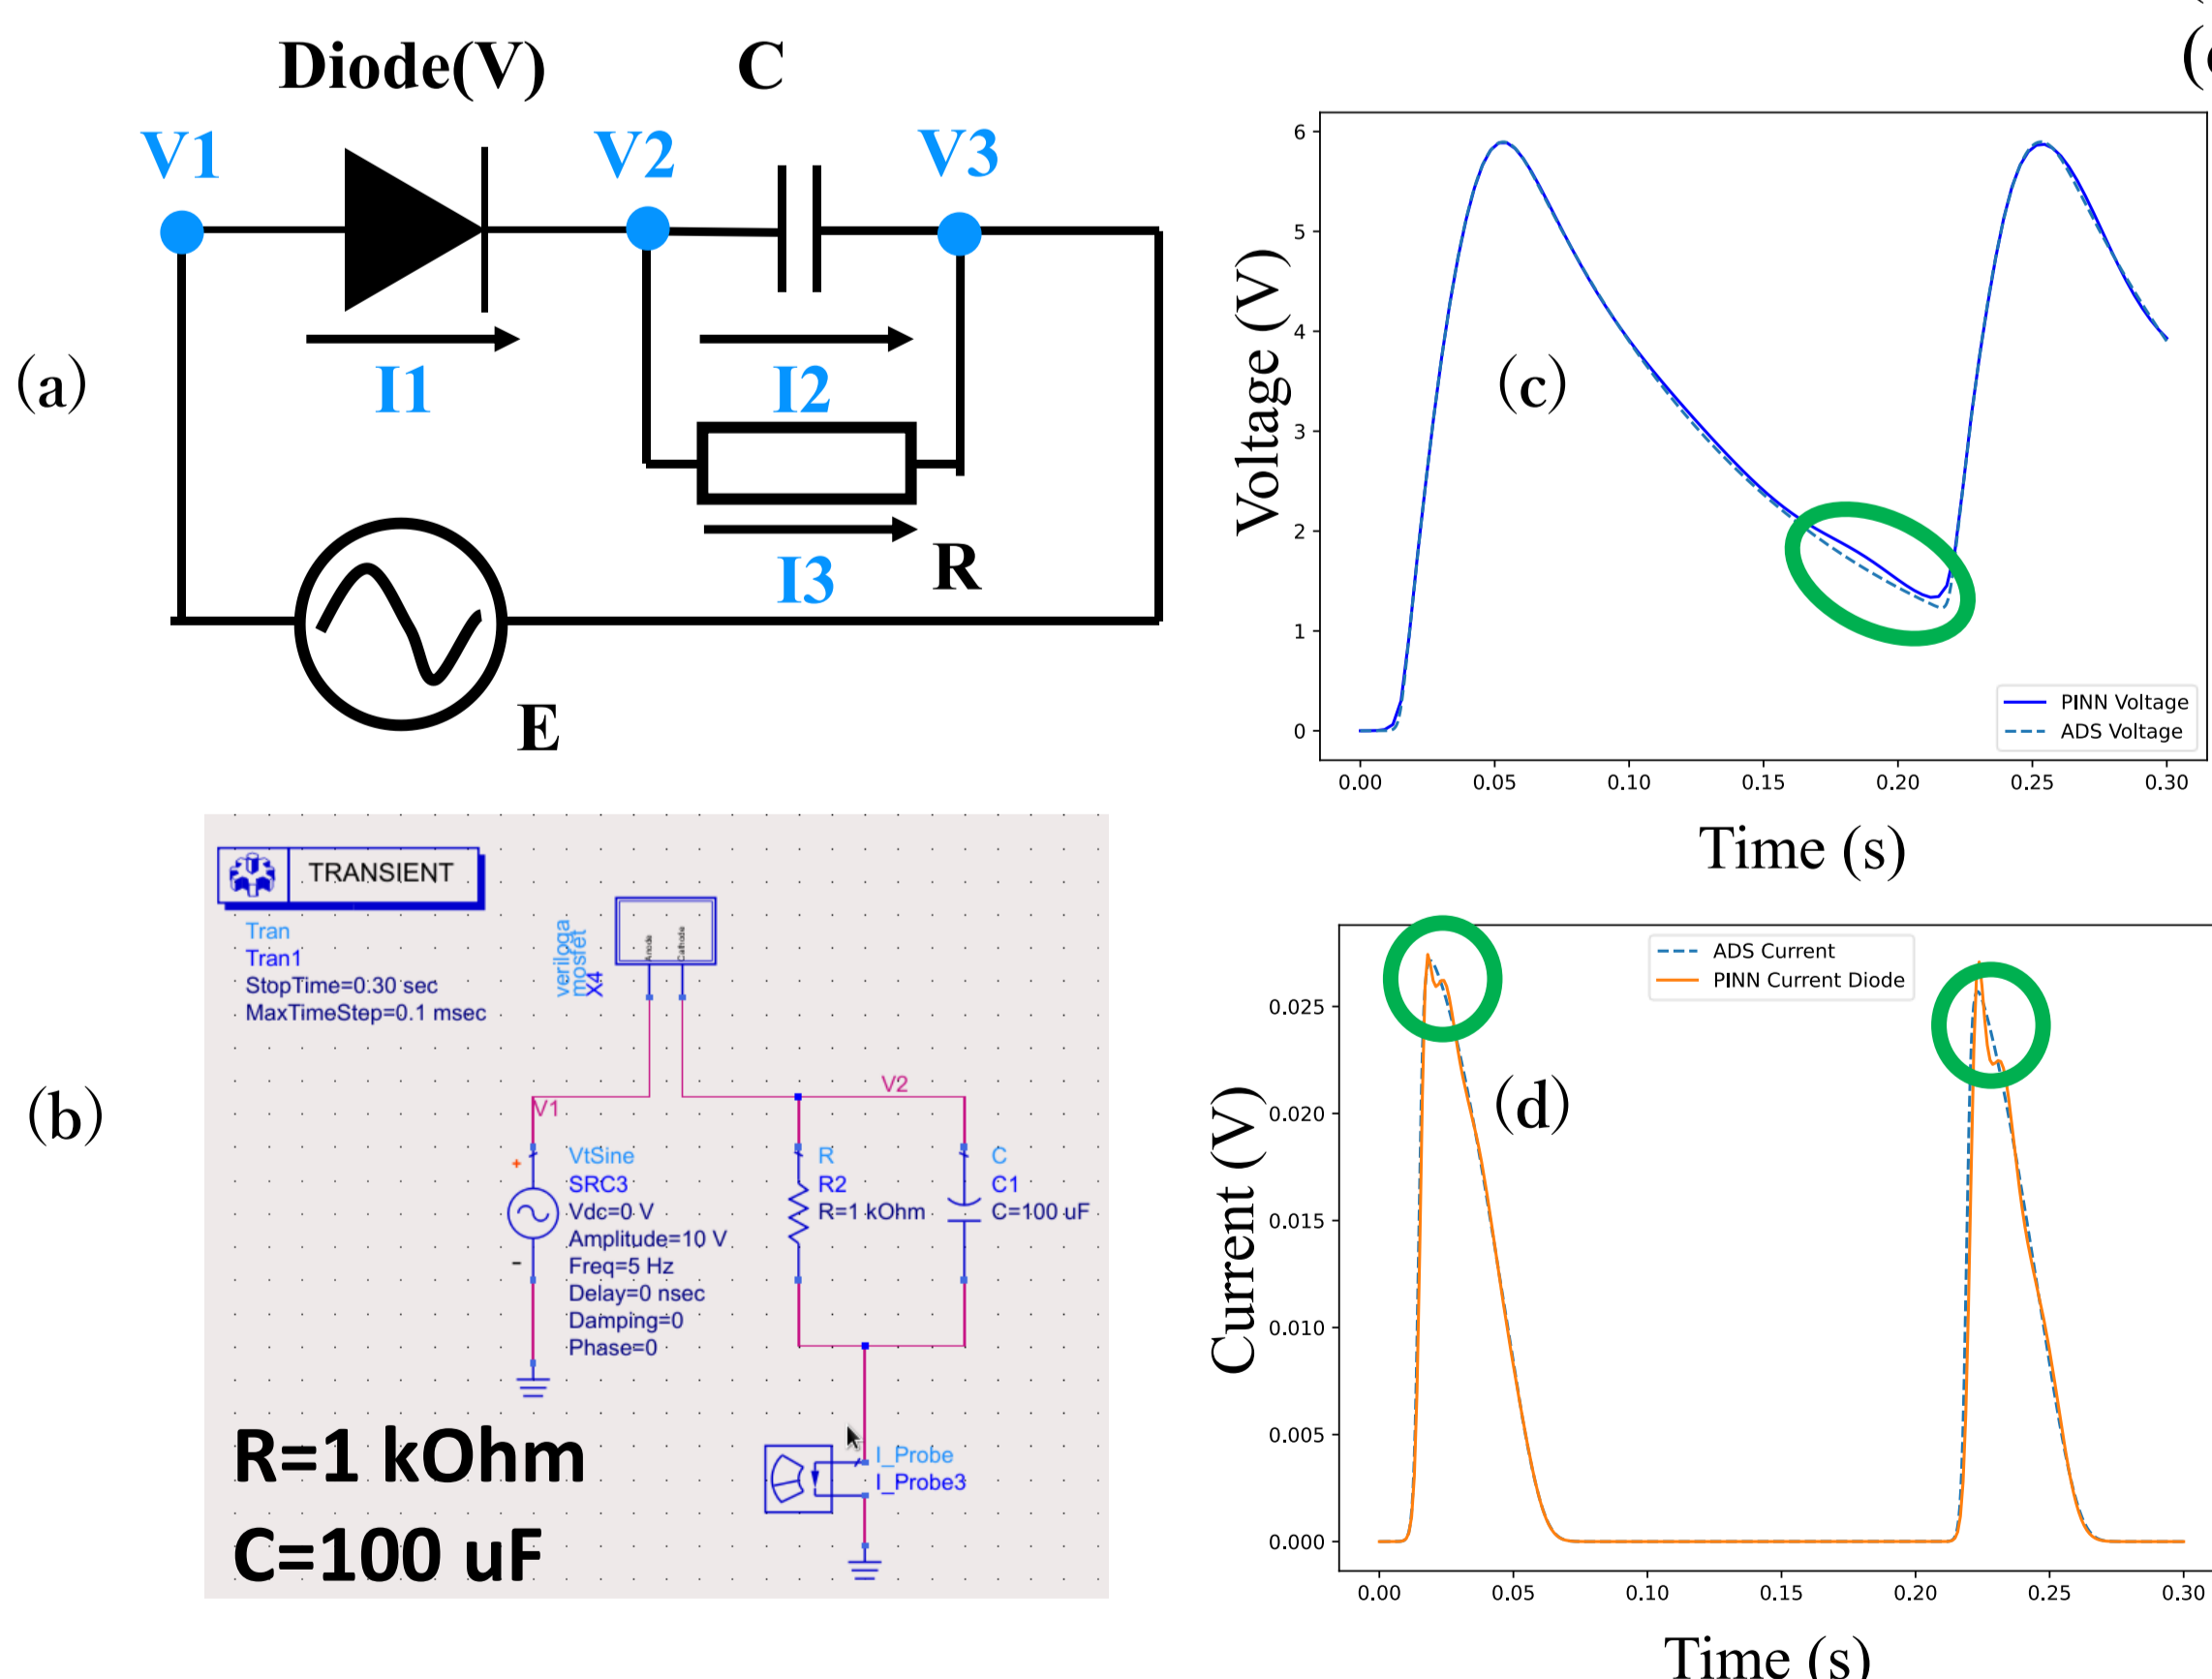 Diode(V)
C
V1
V2
V3
(a)
I1
I2
I3
R
E
(c)
Voltage (V)
6
5
4
3
2
1
0
PINN Voltage
ADS Voltage
0.00
0.05
0.10
0.15
0.20
0.25
0.30
Time (s)
(b)
TRANSIENT
Tran
Tran1
StopTime=0.30 sec
MaxTimeStep=0.1 msec
veriloga
mosfet
X4
Anode
Cathode
V1
V2
+
VtSine
SRC3
Vdc=0 V
Amplitude=10 V
Freq=5 Hz
Delay=0 nsec
Damping=0
Phase=0
-
R
R2
R=1 kOhm
C
C1
C=100 uF
I_Probe
I_Probe3
R=1 kOhm
C=100 uF
(d)
Current (V)
ADS Current
PINN Current Diode
0.025
0.020
0.015
0.010
0.005
0.000
0.00
0.05
0.10
0.15
0.20
0.25
0.30
Time (s)